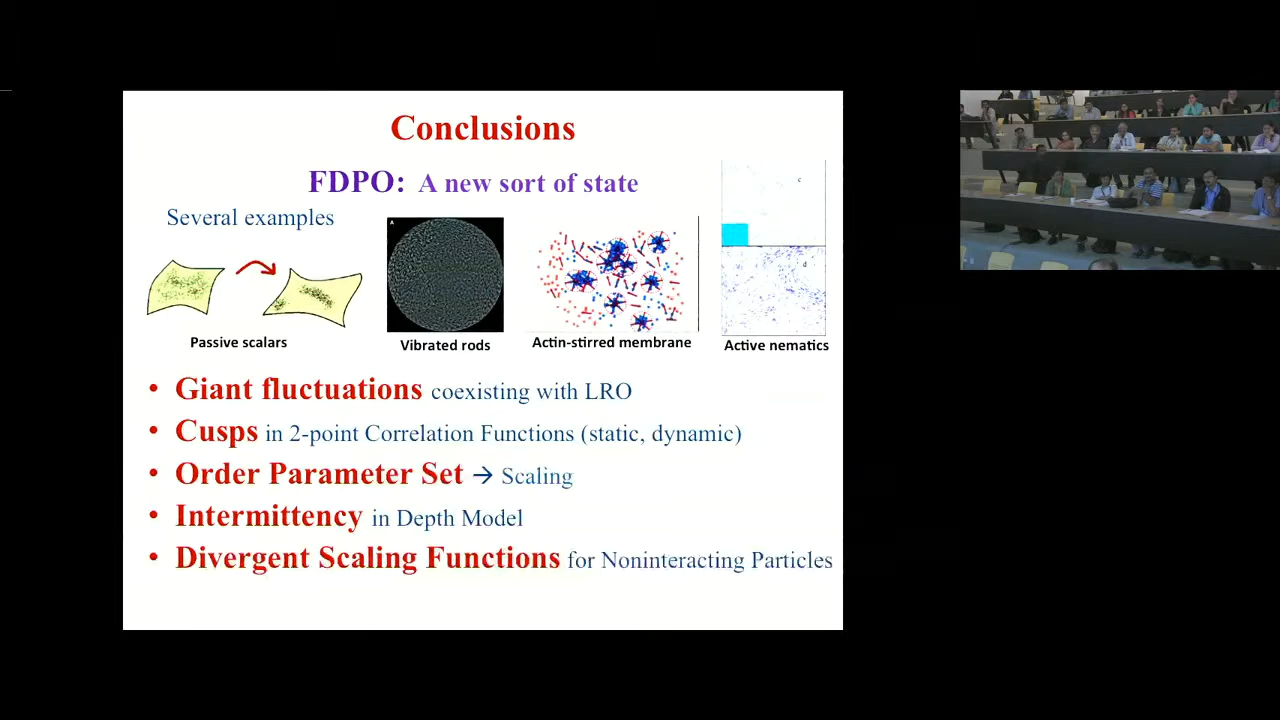 Conclusions
FDPO: A new sort of state
Several examples
A
c
d
Passive scalars
Vibrated rods
Actin-stirred membrane
Active nematics
• Giant fluctuations coexisting with LRO
• Cusps in 2-point Correlation Functions (static, dynamic)
• Order Parameter Set → Scaling
• Intermittency in Depth Model
• Divergent Scaling Functions for Noninteracting Particles